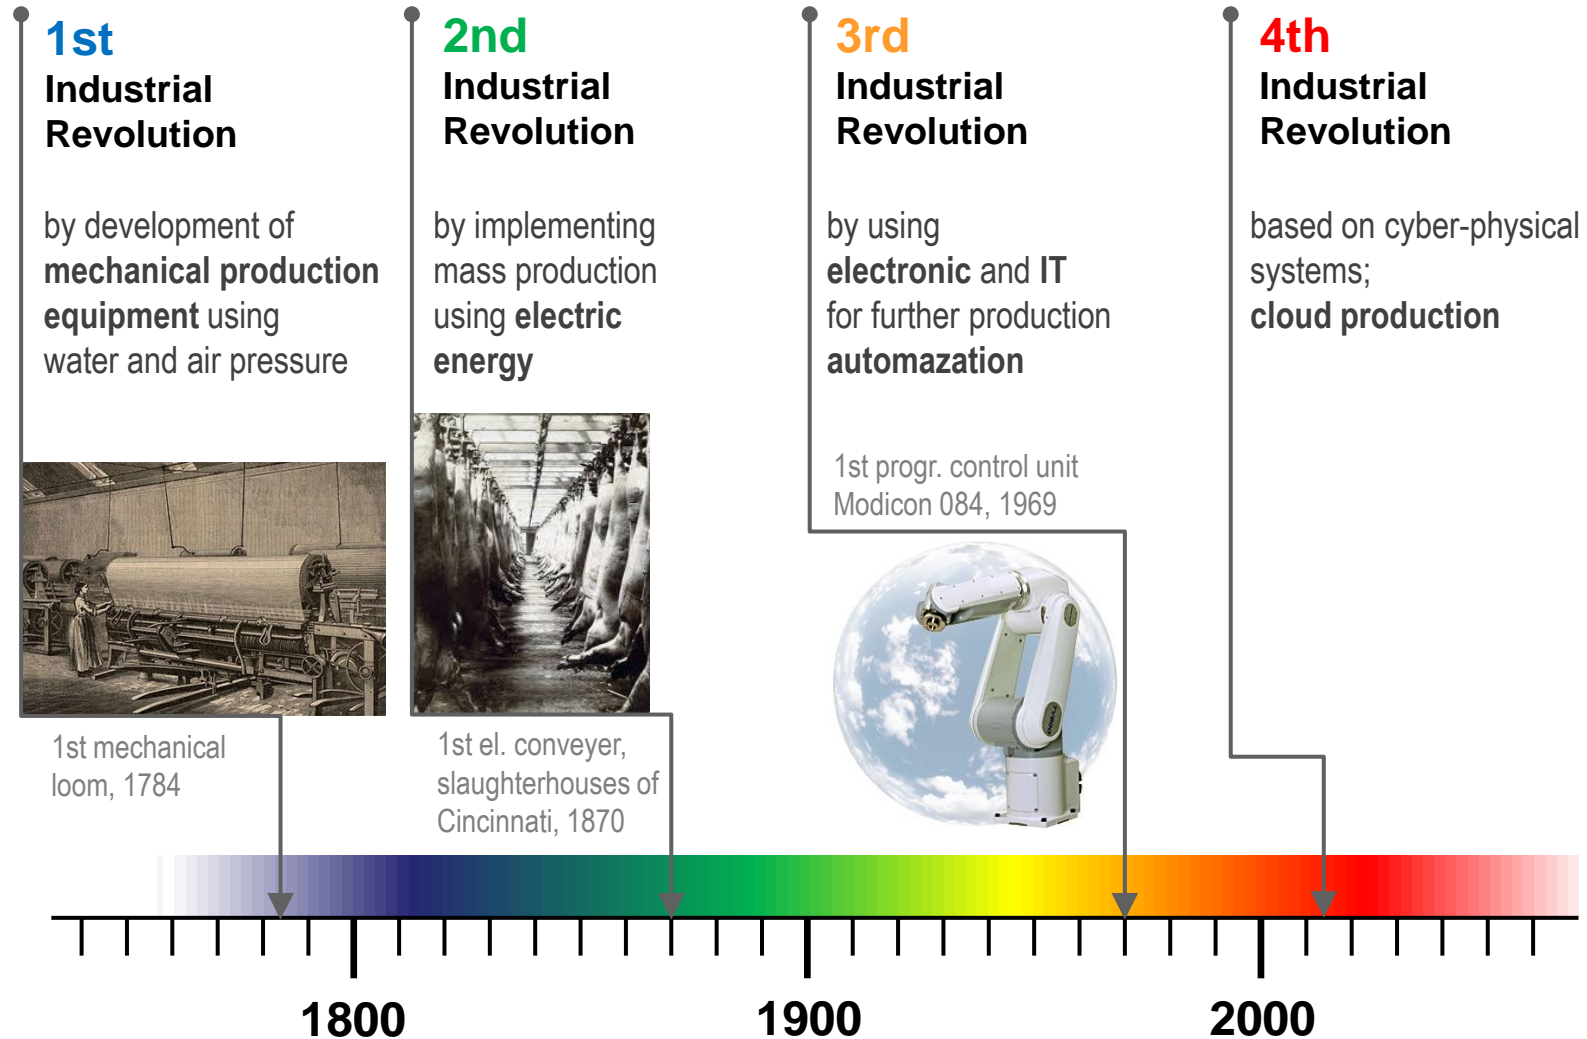 1st
Industrial
Revolution
by development of
mechanical production
equipment using
water and air pressure
1st mechanical
loom, 1784
2nd
Industrial
Revolution
by implementing
mass production
using electric
energy
1st el. conveyer,
slaughterhouses of
Cincinnati, 1870
3rd
Industrial
Revolution
by using
electronic and IT
for further production
automazation
1st progr. control unit
Modicon 084, 1969
4th
Industrial
Revolution
based on cyber-physical
systems;
cloud production
1800
1900
2000